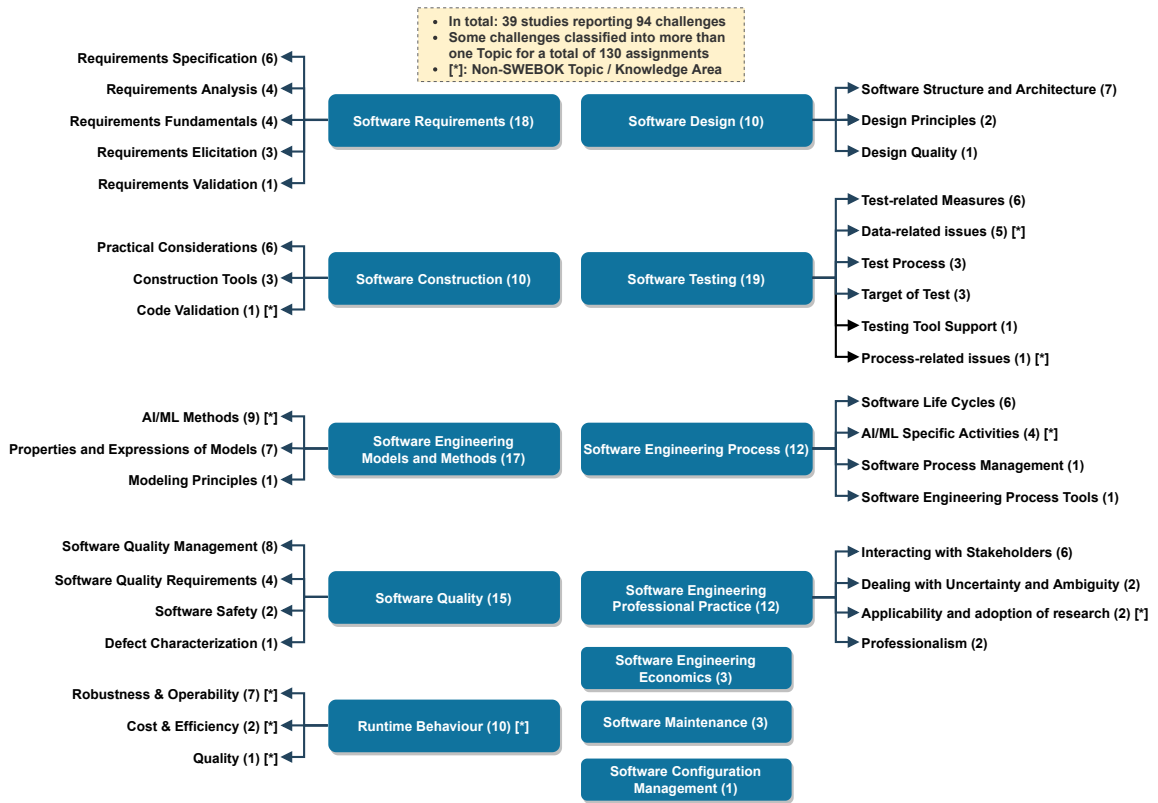 • In total: 39 studies reporting 94 challenges
• Some challenges classified into more
than one Topic for a total of 130 assignments
• [*]: Non-SWEBOK Topic / Knowledge Area
Requirements Specification (6)
Requirements Analysis (4)
Requirements Fundamentals (4)
Requirements Elicitation (3)
Requirements Validation (1)
Software Requirements (18)
Software Design (10)
Software Structure and Architecture (7)
Design Principles (2)
Design Quality (1)
Practical Considerations (6)
Construction Tools (3)
Code Validation (1) [*]
Software Construction (10)
Software Testing (19)
Test-related Measures (6)
Data-related issues (5) [*]
Test Process (3)
Target of Test (3)
Testing Tool Support (1)
Process-related issues (1) [*]
AI/ML Methods (9) [*]
Properties and Expressions of Models (7)
Modeling Principles (1)
Software Engineering
Models and Methods (17)
Software Engineering Process (12)
Software Life Cycles (6)
AI/ML Specific Activities (4) [*]
Software Process Management (1)
Software Engineering Process Tools (1)
Software Quality Management (8)
Software Quality Requirements (4)
Software Safety (2)
Defect Characterization (1)
Software Quality (15)
Software Engineering
Professional Practice (12)
Interacting with Stakeholders (6)
Dealing with Uncertainty and Ambiguity (2)
Applicability and adoption of research (2) [*]
Professionalism (2)
Robustness & Operability (7) [*]
Cost & Efficiency (2) [*]
Quality (1) [*]
Runtime Behaviour (10) [*]
Software Engineering
Economics (3)
Software Maintenance (3)
Software Configuration
Management (1)